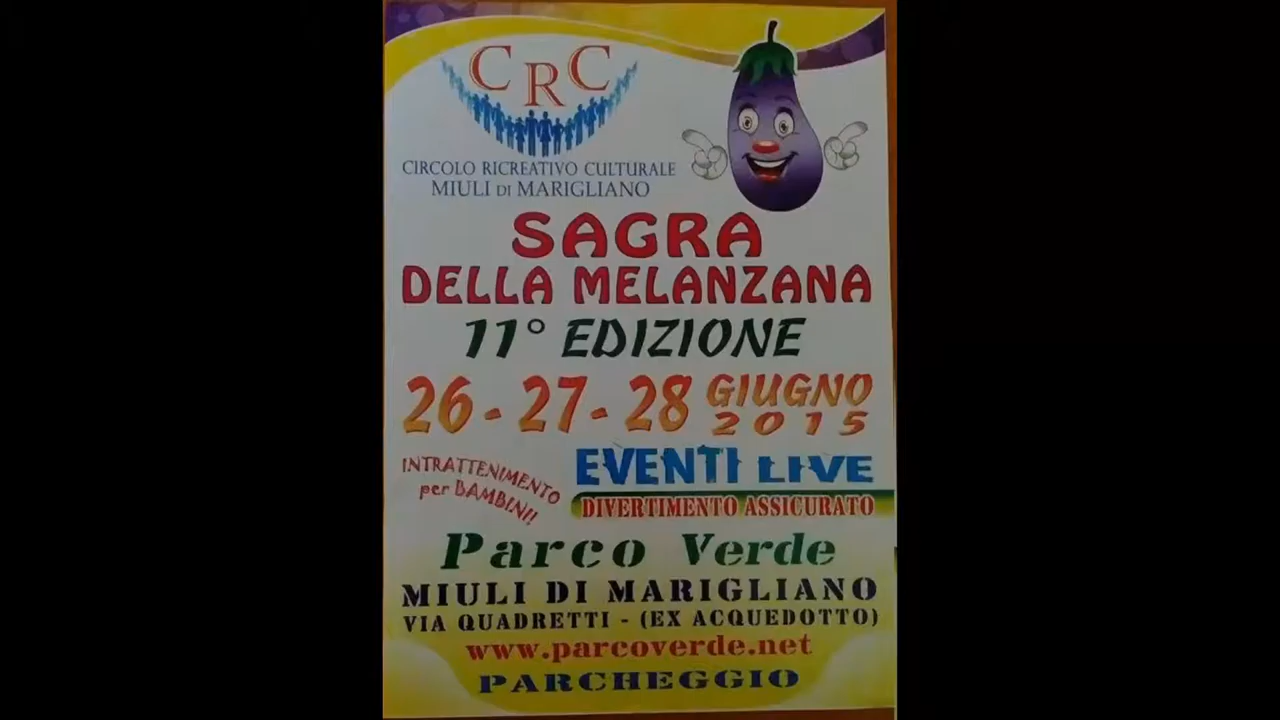 CRC
CIRCOLO RICREATIVO CULTURALE
MIULI DI MARIGLIANO
SAGRA
DELLA MELANZANA
11° EDIZIONE
26-27-28 GIUGNO
2015
INTRATTENIMENTO
per BAMBINI!
EVENTI LIVE
DIVERTIMENTO ASSICURATO
Parco Verde
MIULI DI MARIGLIANO
VIA QUADRETTI - (EX ACQUEDOTTO)
www.parcoverde.net
PARCHEGGIO